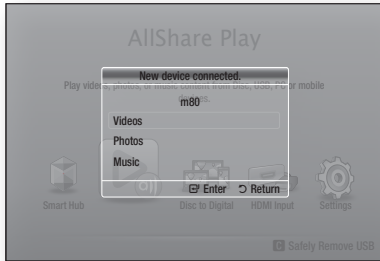 AllShare Play
Play videos, photos, or music content from Disc, USB, PC or mobile
devices.
New device connected.
m80
Videos
Photos
Music
Enter Return
Smart Hub Disc to Digital HDMI Input Settings
C Safely Remove USB